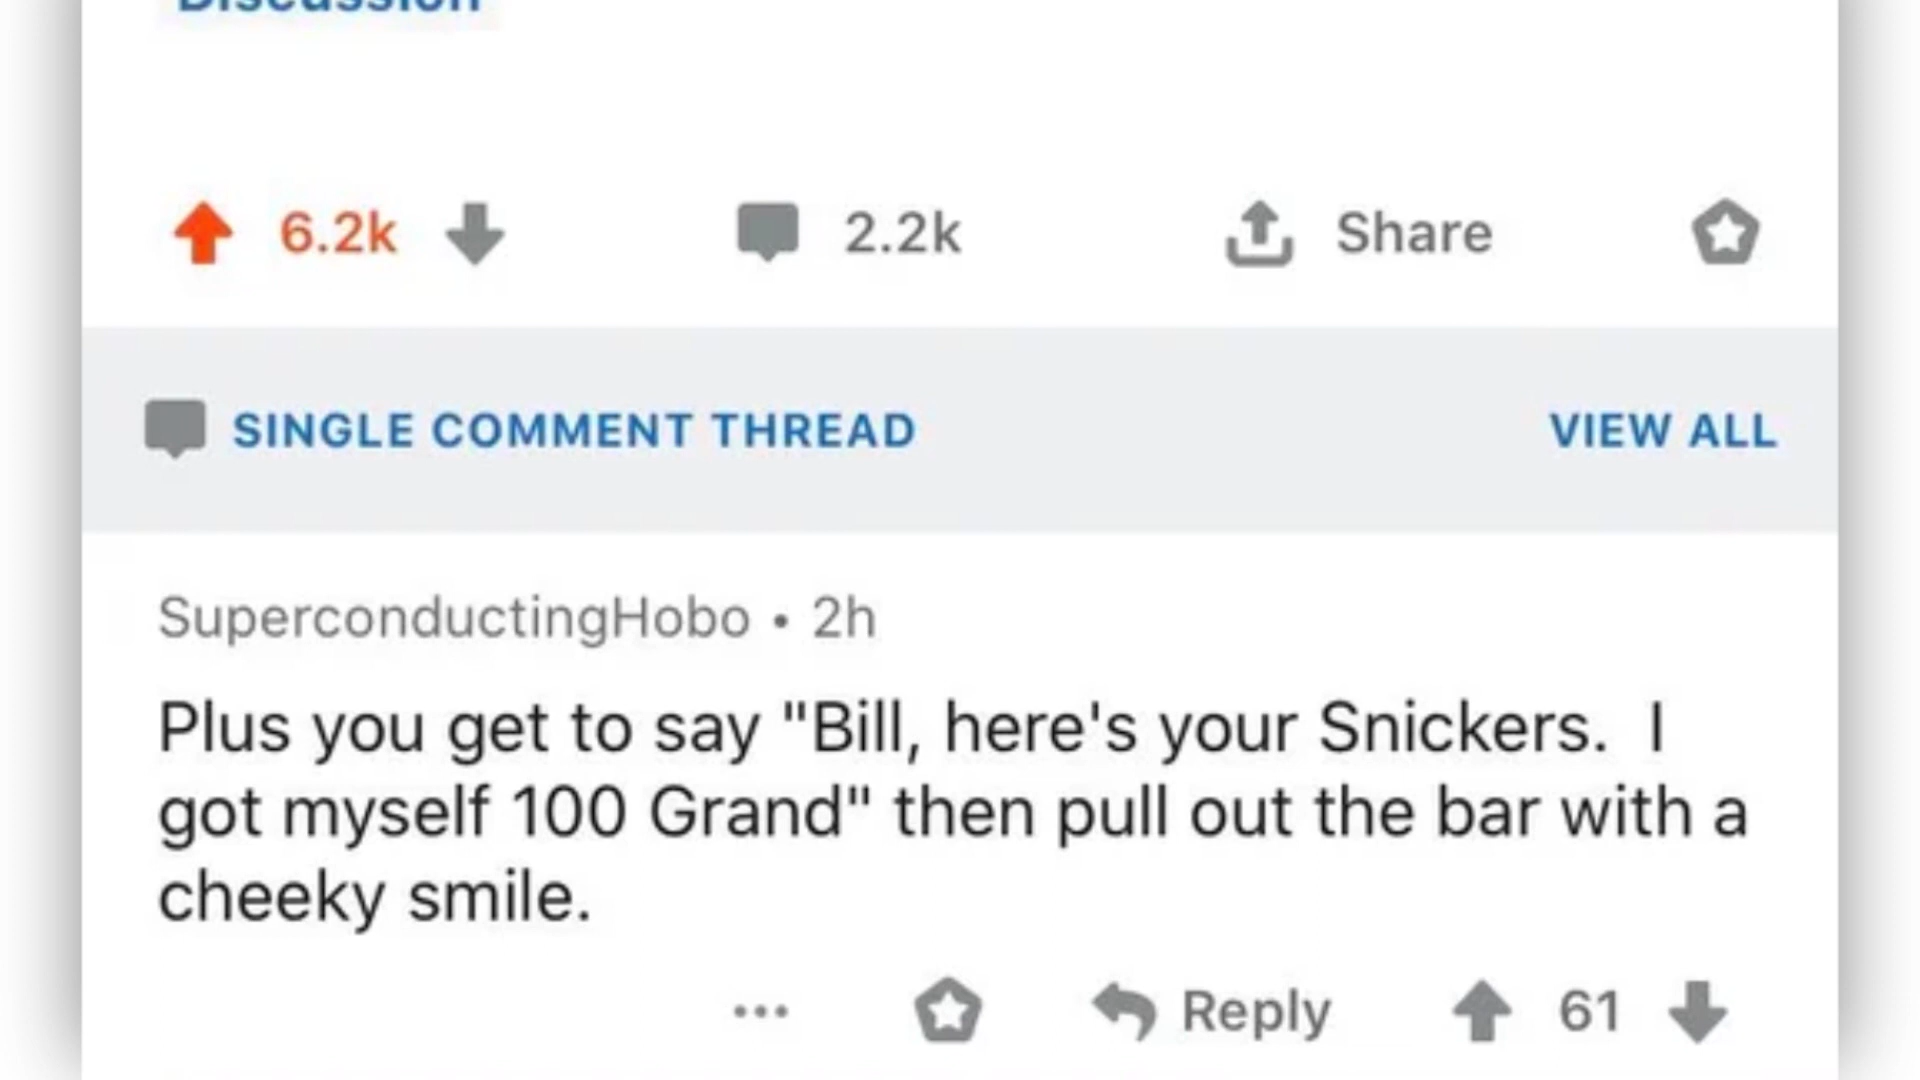 Discussion
6.2k 2.2k Share
SINGLE COMMENT THREAD VIEW ALL
SuperconductingHobo • 2h
Plus you get to say "Bill, here's your Snickers.  I
got myself 100 Grand" then pull out the bar with a
cheeky smile.
... Reply 61